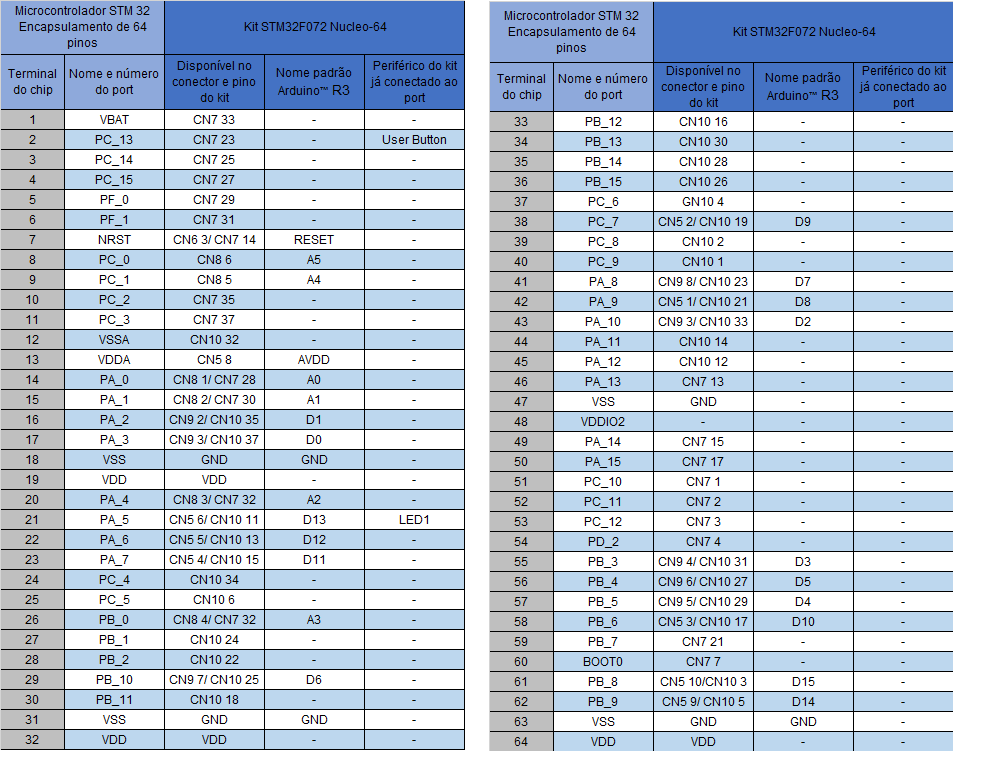 Microcontrolador STM 32
Encapsulamento de 64
pinos
Kit STM32F072 Nucleo-64
Terminal
do chip
Nome e número
do port
Disponível no
conector e pino
do kit
Nome padrão
Arduino™ R3
Periférico do kit
já conectado ao
port
1 VBAT CN7 33 - -
2 PC_13 CN7 23 - User Button
3 PC_14 CN7 25 - -
4 PC_15 CN7 27 - -
5 PF_0 CN7 29 - -
6 PF_1 CN7 31 - -
7 NRST CN6 3/ CN7 14 RESET -
8 PC_0 CN8 6 A5 -
9 PC_1 CN8 5 A4 -
10 PC_2 CN7 35 - -
11 PC_3 CN7 37 - -
12 VSSA CN10 32 - -
13 VDDA CN5 8 AVDD -
14 PA_0 CN8 1/ CN7 28 A0 -
15 PA_1 CN8 2/ CN7 30 A1 -
16 PA_2 CN9 2/ CN10 35 D1 -
17 PA_3 CN9 3/ CN10 37 D0 -
18 VSS GND GND -
19 VDD VDD - -
20 PA_4 CN8 3/ CN7 32 A2 -
21 PA_5 CN5 6/ CN10 11 D13 LED1
22 PA_6 CN5 5/ CN10 13 D12 -
23 PA_7 CN5 4/ CN10 15 D11 -
24 PC_4 CN10 34 - -
25 PC_5 CN10 6 - -
26 PB_0 CN8 4/ CN7 32 A3 -
27 PB_1 CN10 24 - -
28 PB_2 CN10 22 - -
29 PB_10 CN9 7/ CN10 25 D6 -
30 PB_11 CN10 18 - -
31 VSS GND GND -
32 VDD VDD - -
Microcontrolador STM 32
Encapsulamento de 64
pinos
Kit STM32F072 Nucleo-64
Terminal
do chip
Nome e número
do port
Disponível no
conector e pino
do kit
Nome padrão
Arduino™ R3
Periférico do kit
já conectado ao
port
33 PB_12 CN10 16 - -
34 PB_13 CN10 30 - -
35 PB_14 CN10 28 - -
36 PB_15 CN10 26 - -
37 PC_6 GN10 4 - -
38 PC_7 CN5 2/ CN10 19 D9 -
39 PC_8 CN10 2 - -
40 PC_9 CN10 1 - -
41 PA_8 CN9 8/ CN10 23 D7 -
42 PA_9 CN5 1/ CN10 21 D8 -
43 PA_10 CN9 3/ CN10 33 D2 -
44 PA_11 CN10 14 - -
45 PA_12 CN10 12 - -
46 PA_13 CN7 13 - -
47 VSS GND - -
48 VDDIO2 - - -
49 PA_14 CN7 15 - -
50 PA_15 CN7 17 - -
51 PC_10 CN7 1 - -
52 PC_11 CN7 2 - -
53 PC_12 CN7 3 - -
54 PD_2 CN7 4 - -
55 PB_3 CN9 4/ CN10 31 D3 -
56 PB_4 CN9 6/ CN10 27 D5 -
57 PB_5 CN9 5/ CN10 29 D4 -
58 PB_6 CN5 3/ CN10 17 D10 -
59 PB_7 CN7 21 - -
60 BOOT0 CN7 7 - -
61 PB_8 CN5 10/CN10 3 D15 -
62 PB_9 CN5 9/ CN10 5 D14 -
63 VSS GND GND -
64 VDD VDD - -